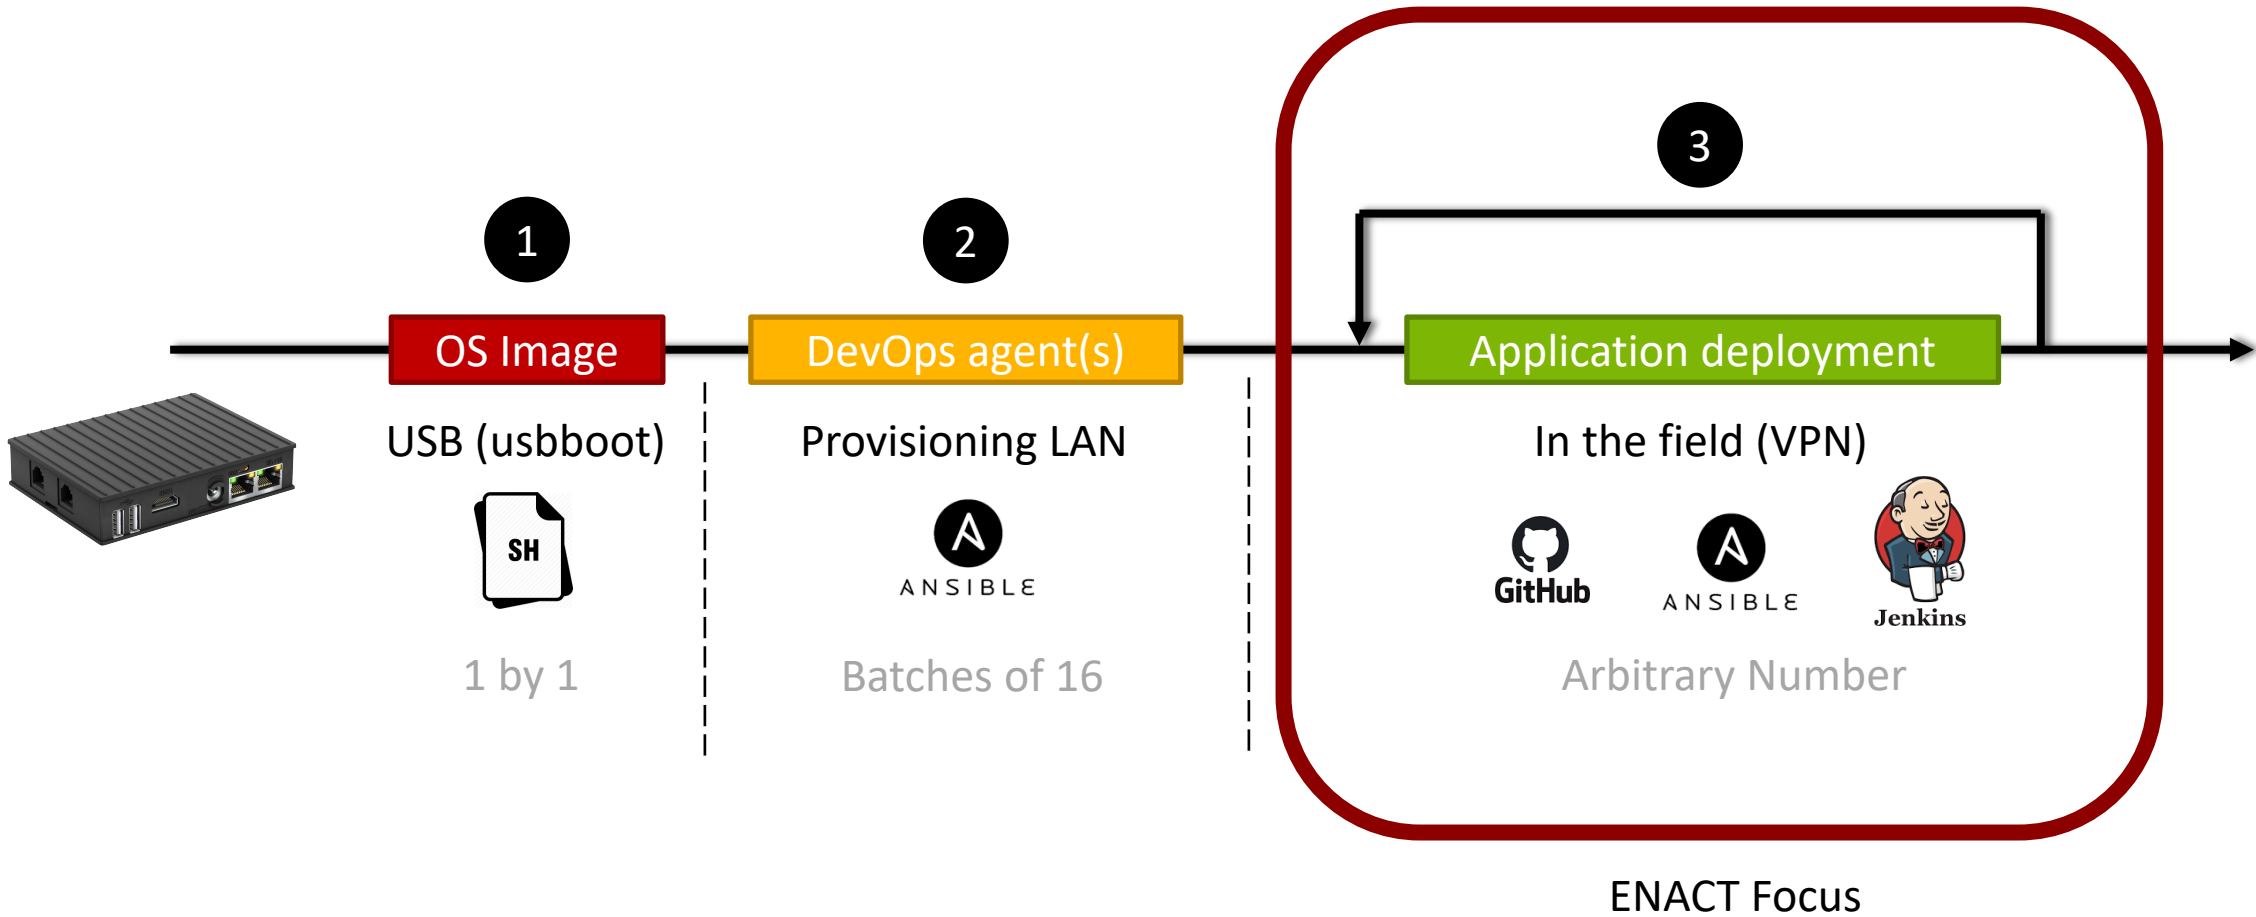 1
OS Image
USB (usbboot)
SH
1 by 1
2
DevOps agent(s)
Provisioning LAN
ANSIBLE
Batches of 16
3
Application deployment
In the field (VPN)
GitHub
ANSIBLE
Jenkins
Arbitrary Number
ENACT Focus